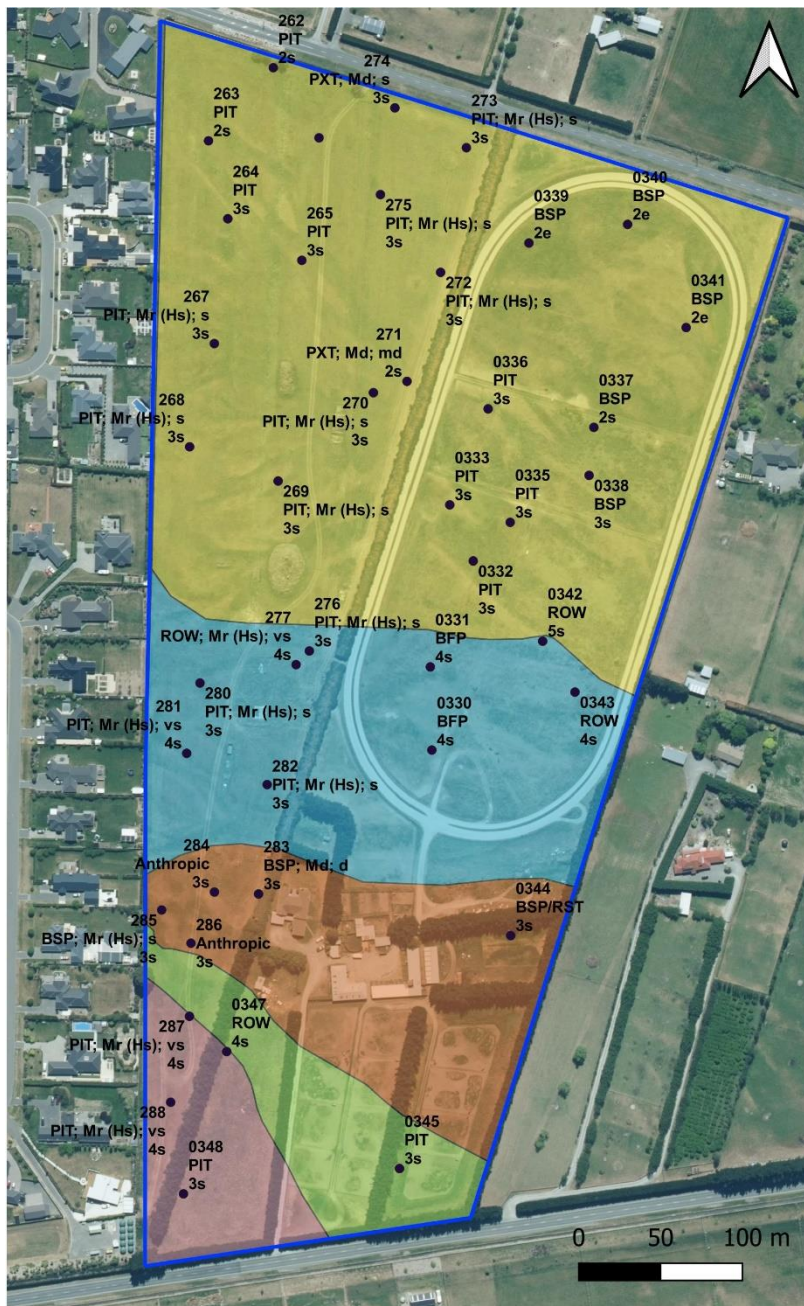 262
PIT
2s
274
PXT; Md; s
3s
273
PIT; Mr (Hs); s
3s
263
PIT
2s
264
PIT
3s
275
PIT; Mr (Hs); s
3s
0339
BSP
2e
0340
BSP
2e
265
PIT
3s
272
PIT; Mr (Hs); s
3s
0341
BSP
2e
267
PIT; Mr (Hs); s
3s
271
PXT; Md; md
2s
0336
PIT
3s
0337
BSP
2s
268
PIT; Mr (Hs); s
3s
270
PIT; Mr (Hs); s
3s
269
PIT; Mr (Hs); s
3s
0333
PIT
3s
0335
PIT
3s
0338
BSP
3s
0332
PIT
3s
0342
ROW
5s
277
ROW; Mr (Hs); vs
4s
276
PIT; Mr (Hs); s
3s
0331
BFP
4s
280
PIT; Mr (Hs); s
3s
281
PIT; Mr (Hs); vs
4s
0330
BFP
4s
0343
ROW
4s
282
PIT; Mr (Hs); s
3s
284
Anthropic
3s
283
BSP; Md; d
3s
285
BSP; Mr (Hs); s
3s
286
Anthropic
3s
0344
BSP/RST
3s
287
PIT; Mr (Hs); vs
4s
0347
ROW
4s
288
PIT; Mr (Hs); vs
4s
0348
PIT
3s
0345
PIT
3s
0 50 100 m